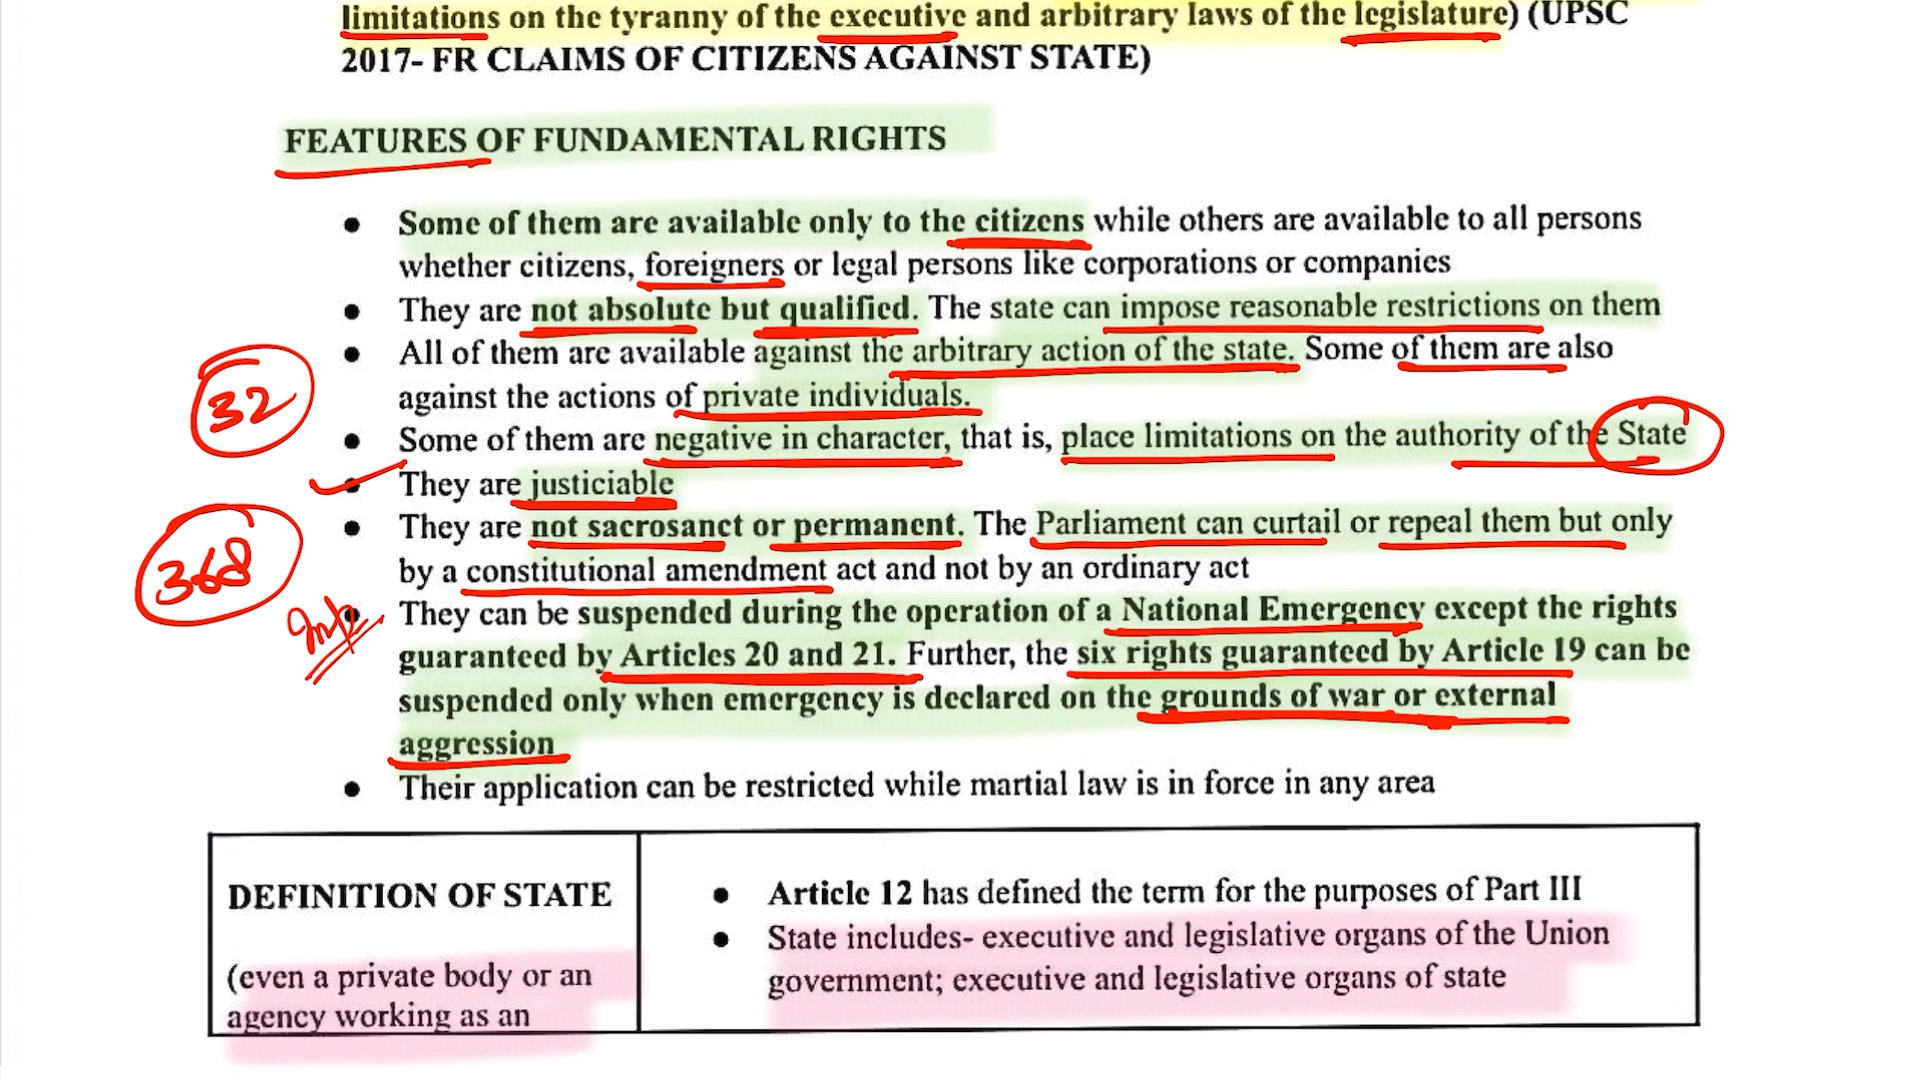 limitations on the tyranny of the executive and arbitrary laws of the legislature) (UPSC
2017- FR CLAIMS OF CITIZENS AGAINST STATE)
FEATURES OF FUNDAMENTAL RIGHTS
• Some of them are available only to the citizens while others are available to all persons
whether citizens, foreigners or legal persons like corporations or companies
• They are not absolute but qualified. The state can impose reasonable restrictions on them
• All of them are available against the arbitrary action of the state. Some of them are also
against the actions of private individuals.
32
• Some of them are negative in character, that is, place limitations on the authority of the State
• They are justiciable
• They are not sacrosanct or permanent. The Parliament can curtail or repeal them but only
by a constitutional amendment act and not by an ordinary act
368
Imp
• They can be suspended during the operation of a National Emergency except the rights
guaranteed by Articles 20 and 21. Further, the six rights guaranteed by Article 19 can be
suspended only when emergency is declared on the grounds of war or external
aggression
• Their application can be restricted while martial law is in force in any area
DEFINITION OF STATE
(even a private body or an
agency working as an
• Article 12 has defined the term for the purposes of Part III
• State includes- executive and legislative organs of the Union
government; executive and legislative organs of state